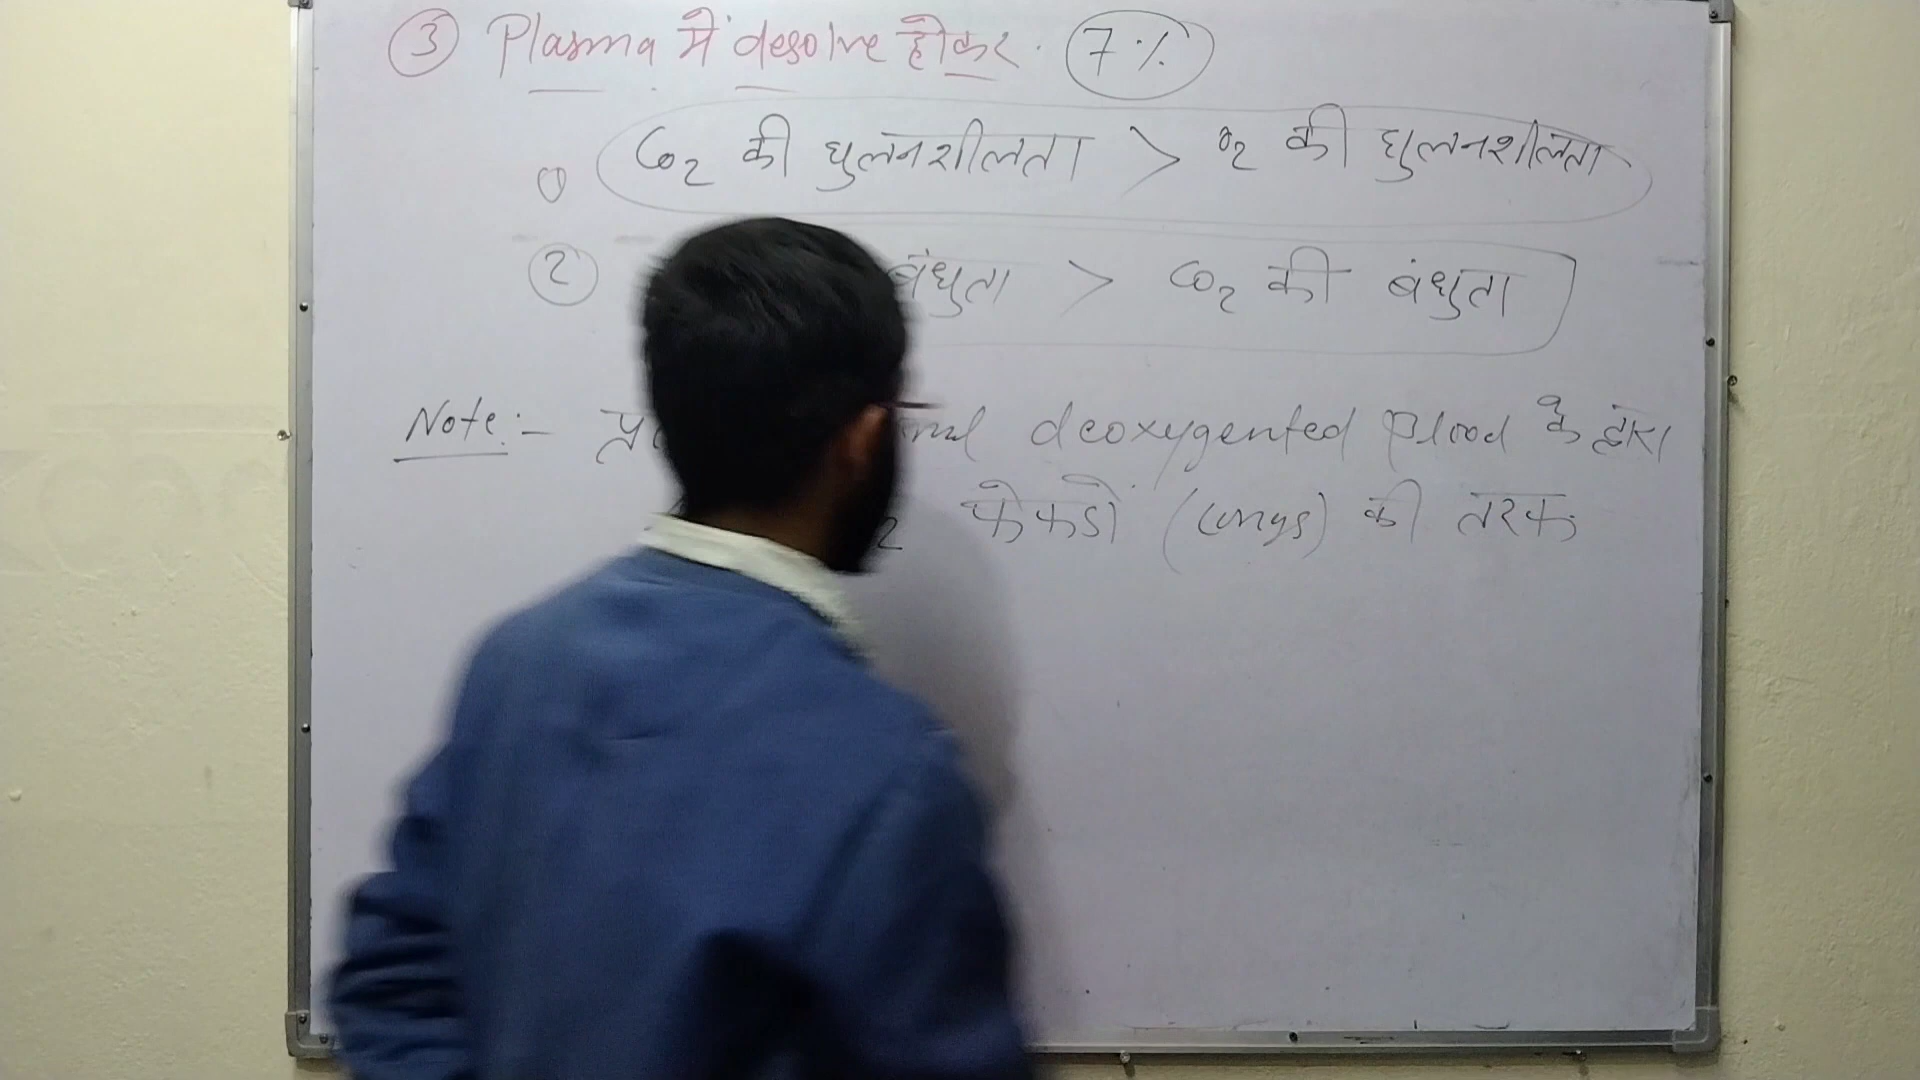 ③ Plasma में desolve होकर. 7%
① CO2 की घुलनशीलता > O2 की घुलनशीलता
② बंधुता > CO2 की बंधुता
Note:- deoxygented Blood के द्वारा
2 फेफडों (Lungs) की तरफ